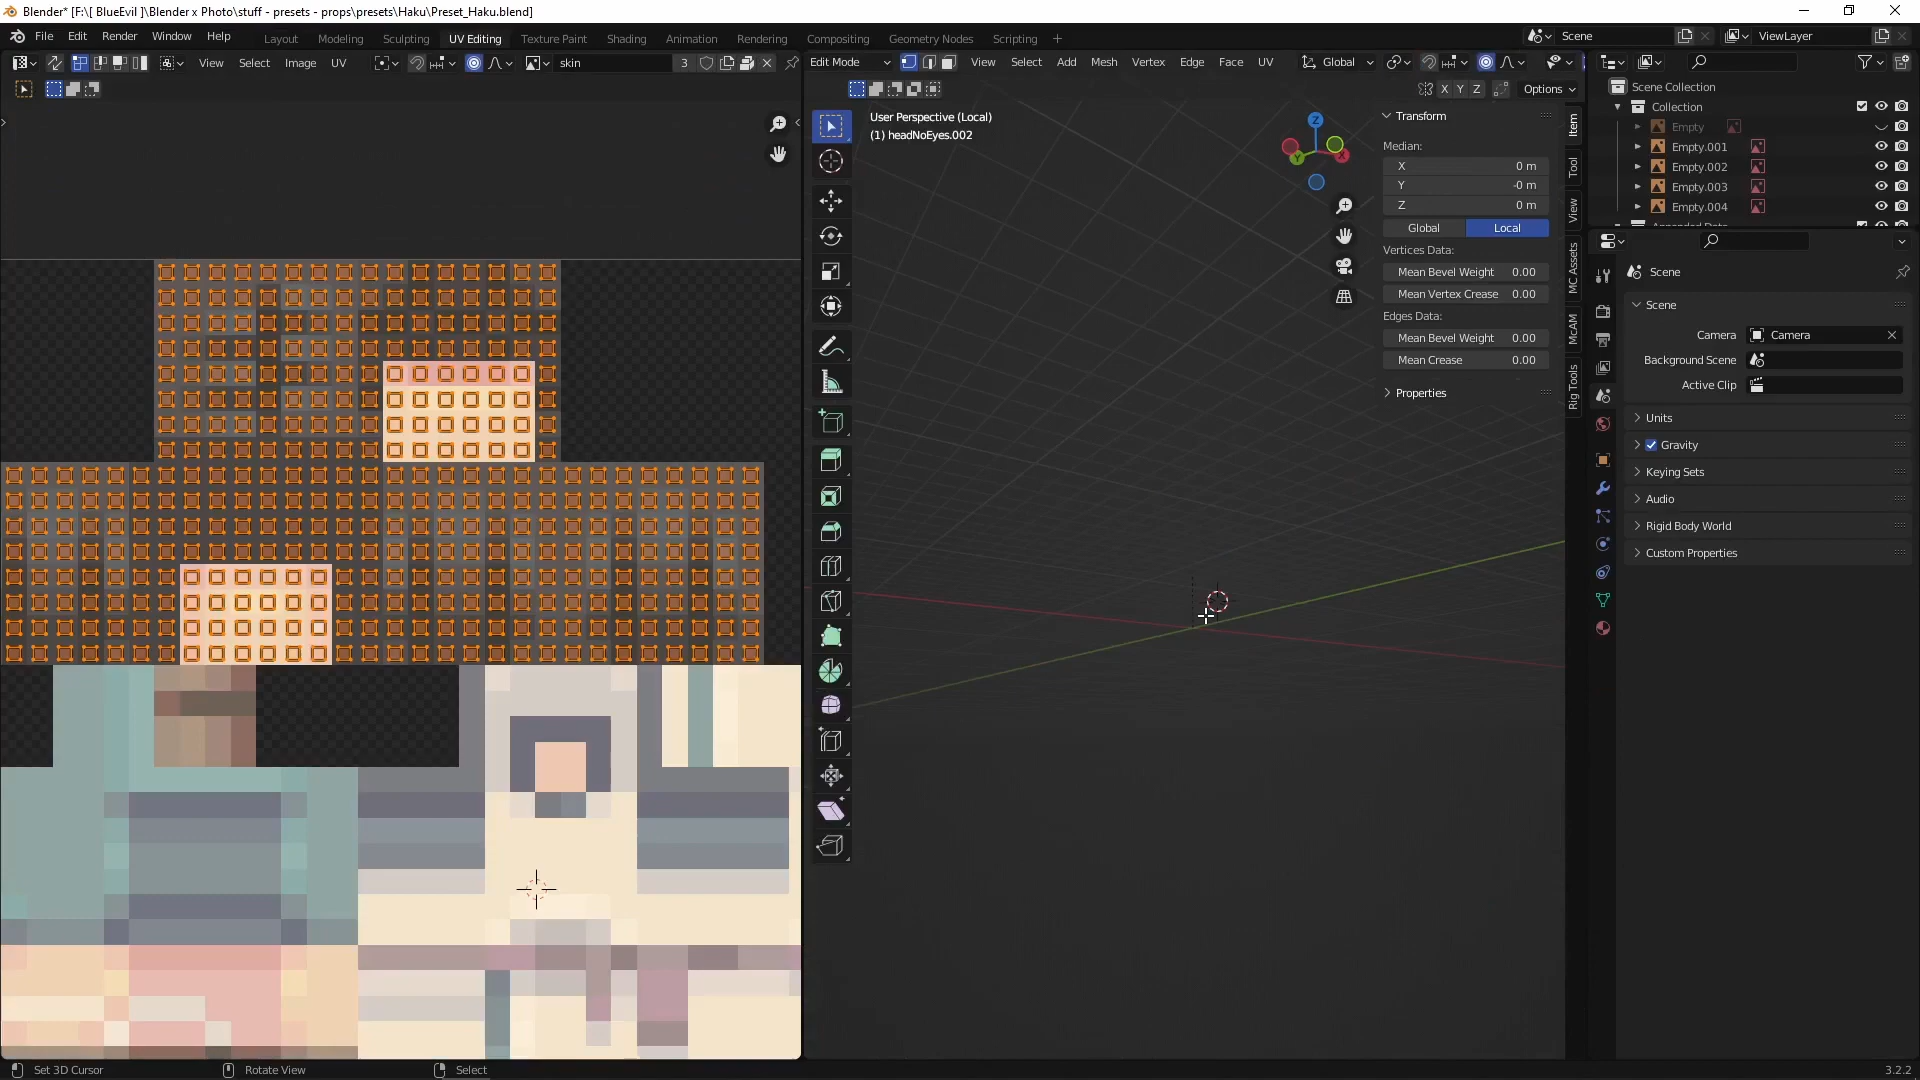 Blender* [F:\[ BlueEvil ]\Blender x Photo\stuff - presets - props\presets\Haku\Preset_Haku.blend]
File Edit Render Window Help Layout Modeling Sculpting UV Editing Texture Paint Shading Animation Rendering Compositing Geometry Nodes Scripting + Scene ViewLayer
View Select Image UV skin 3 Edit Mode View Select Add Mesh Vertex Edge Face UV Global
X Y Z Options
Scene Collection
Collection
Empty
Empty.001
Empty.002
Empty.003
Empty.004
User Perspective (Local)
(1) headNoEyes.002
Z
Y
X
Transform
Median:
X 0 m
Y -0 m
Z 0 m
Global Local
Vertices Data:
Mean Bevel Weight 0.00
Mean Vertex Crease 0.00
Edges Data:
Mean Bevel Weight 0.00
Mean Crease 0.00
Properties
Item
Tool
View
MC Assets
McAM
Rig Tools
Scene
Scene
Camera Camera
Background Scene
Active Clip
Units
Gravity
Keying Sets
Audio
Rigid Body World
Custom Properties
Set 3D Cursor Rotate View Select 3.2.2